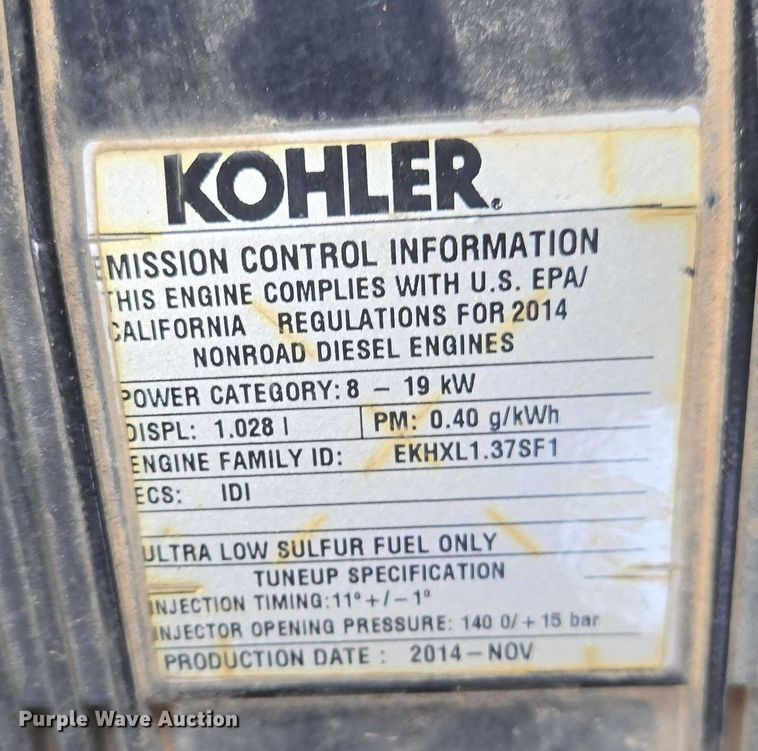 KOHLER®
EMISSION CONTROL INFORMATION
THIS ENGINE COMPLIES WITH U.S. EPA/
CALIFORNIA REGULATIONS FOR 2014
NONROAD DIESEL ENGINES
POWER CATEGORY: 8 – 19 kW
DISPL: 1.028 l PM: 0.40 g/kWh
ENGINE FAMILY ID: EKHXL1.37SF1
ECS: IDI
ULTRA LOW SULFUR FUEL ONLY
TUNEUP SPECIFICATION
INJECTION TIMING: 11º +/– 1º
INJECTOR OPENING PRESSURE: 140 0/ + 15 bar
PRODUCTION DATE : 2014 – NOV
Purple Wave Auction